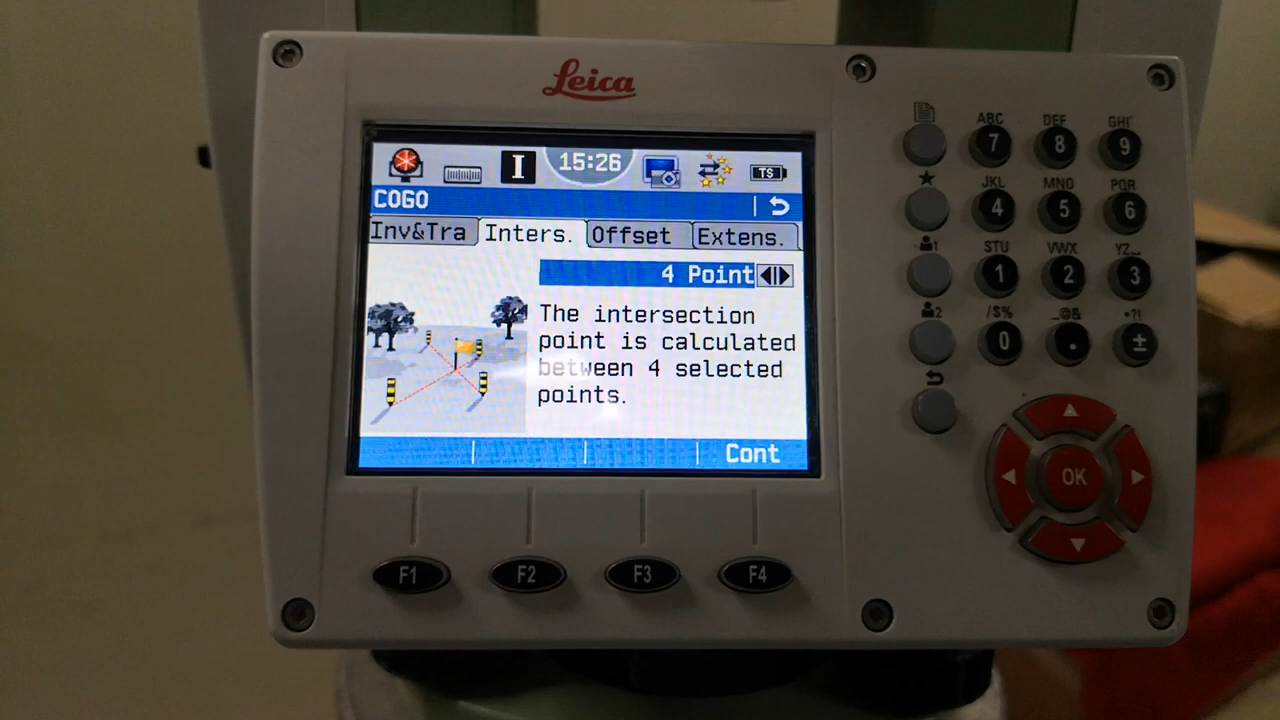 Leica
I
15:26
TS
COGO
Inv&Tra
Inters.
Offset
Extens.
4 Point
The intersection
point is calculated
between 4 selected
points.
Cont
F1
F2
F3
F4
ABC
DEF
GHI
7
8
9
JKL
MNO
PQR
4
5
6
1
STU
VWX
YZ_
1
2
3
2
/$%
_@&
*?!
0
.
±
OK